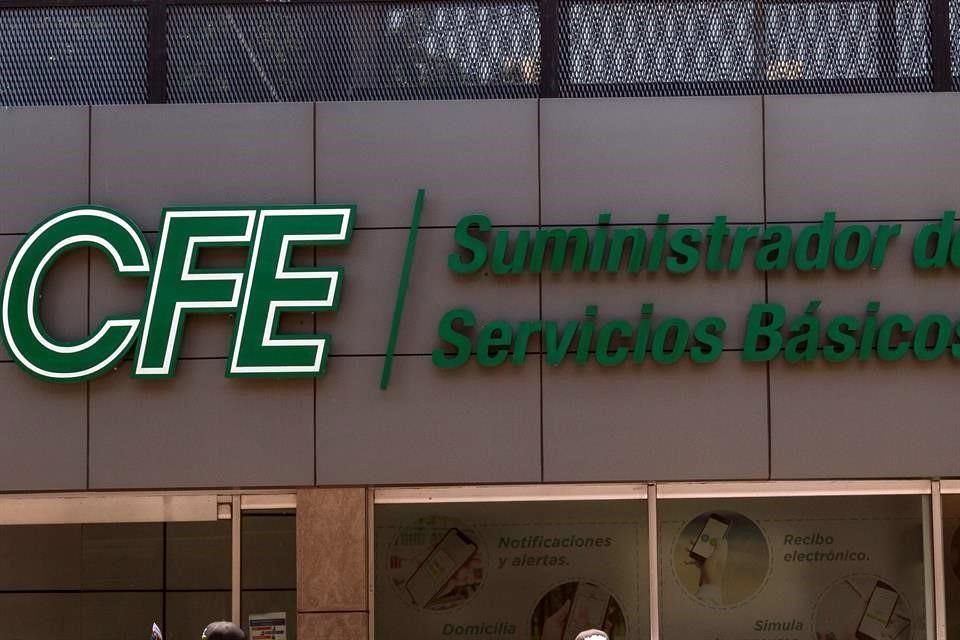 CFE
Suministrador de
Servicios Básicos
Notificaciones
y alertas.
Recibo
electrónico.
Domicilia
Simula